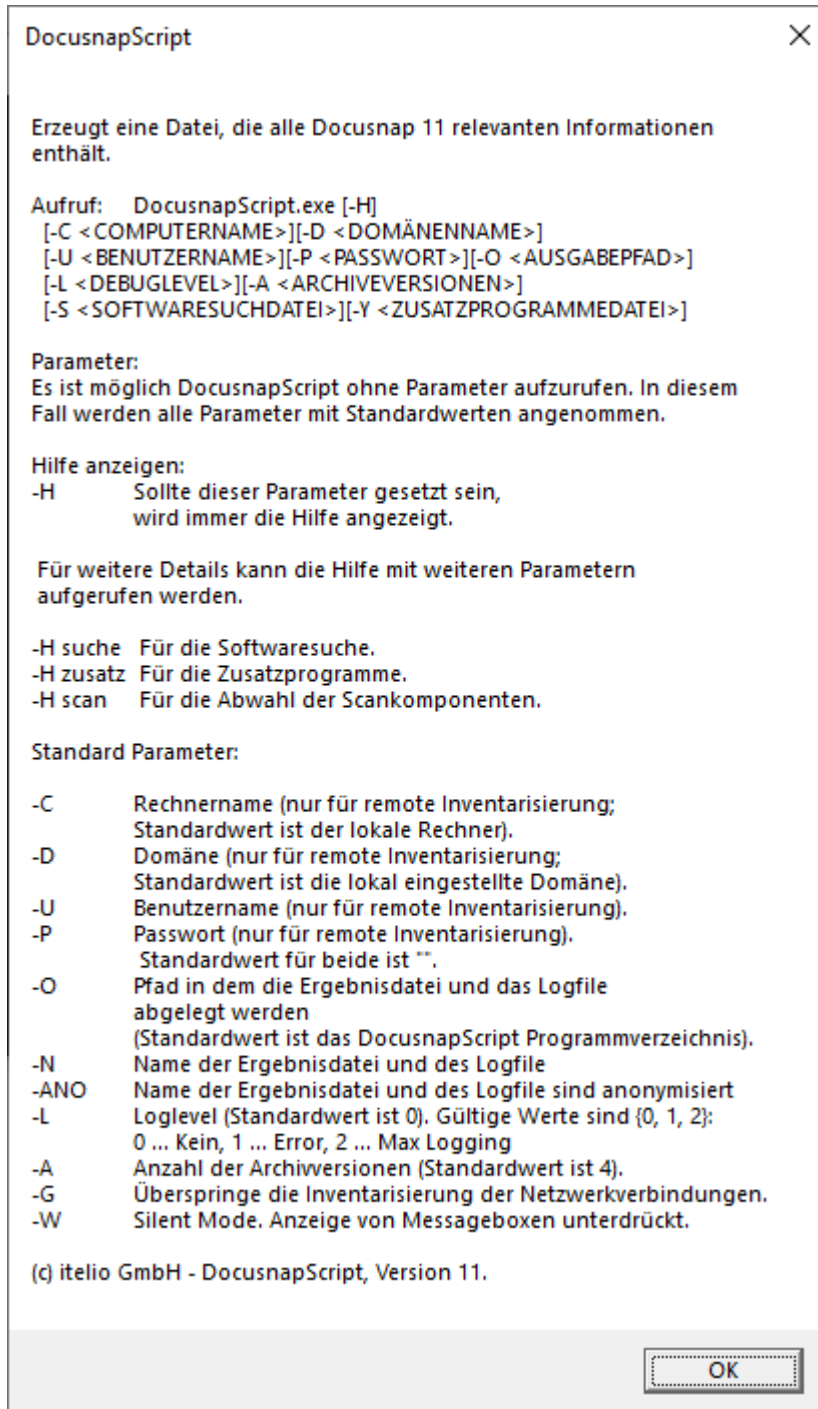 DocusnapScript
Erzeugt eine Datei, die alle Docusnap 11 relevanten Informationen
enthält.
Aufruf: DocusnapScript.exe [-H]
[-C <COMPUTERNAME>][-D <DOMÄNENNAME>]
[-U <BENUTZERNAME>][-P <PASSWORT>][-O <AUSGABEPFAD>]
[-L <DEBUGLEVEL>][-A <ARCHIVEVERSIONEN>]
[-S <SOFTWARESUCHDATEI>][-Y <ZUSATZPROGRAMMEDATEI>]
Parameter:
Es ist möglich DocusnapScript ohne Parameter aufzurufen. In diesem
Fall werden alle Parameter mit Standardwerten angenommen.
Hilfe anzeigen:
-H Sollte dieser Parameter gesetzt sein,
wird immer die Hilfe angezeigt.
Für weitere Details kann die Hilfe mit weiteren Parametern
aufgerufen werden.
-H suche Für die Softwaresuche.
-H zusatz Für die Zusatzprogramme.
-H scan Für die Abwahl der Scankomponenten.
Standard Parameter:
-C Rechnername (nur für remote Inventarisierung;
Standardwert ist der lokale Rechner).
-D Domäne (nur für remote Inventarisierung;
Standardwert ist die lokal eingestellte Domäne).
-U Benutzername (nur für remote Inventarisierung).
-P Passwort (nur für remote Inventarisierung).
Standardwert für beide ist "".
-O Pfad in dem die Ergebnisdatei und das Logfile
abgelegt werden
(Standardwert ist das DocusnapScript Programmverzeichnis).
-N Name der Ergebnisdatei und des Logfile
-ANO Name der Ergebnisdatei und des Logfile sind anonymisiert
-L Loglevel (Standardwert ist 0). Gültige Werte sind {0, 1, 2}:
0 ... Kein, 1 ... Error, 2 ... Max Logging
-A Anzahl der Archivversionen (Standardwert ist 4).
-G Überspringe die Inventarisierung der Netzwerkverbindungen.
-W Silent Mode. Anzeige von Messageboxen unterdrückt.
(c) itelio GmbH - DocusnapScript, Version 11.
OK